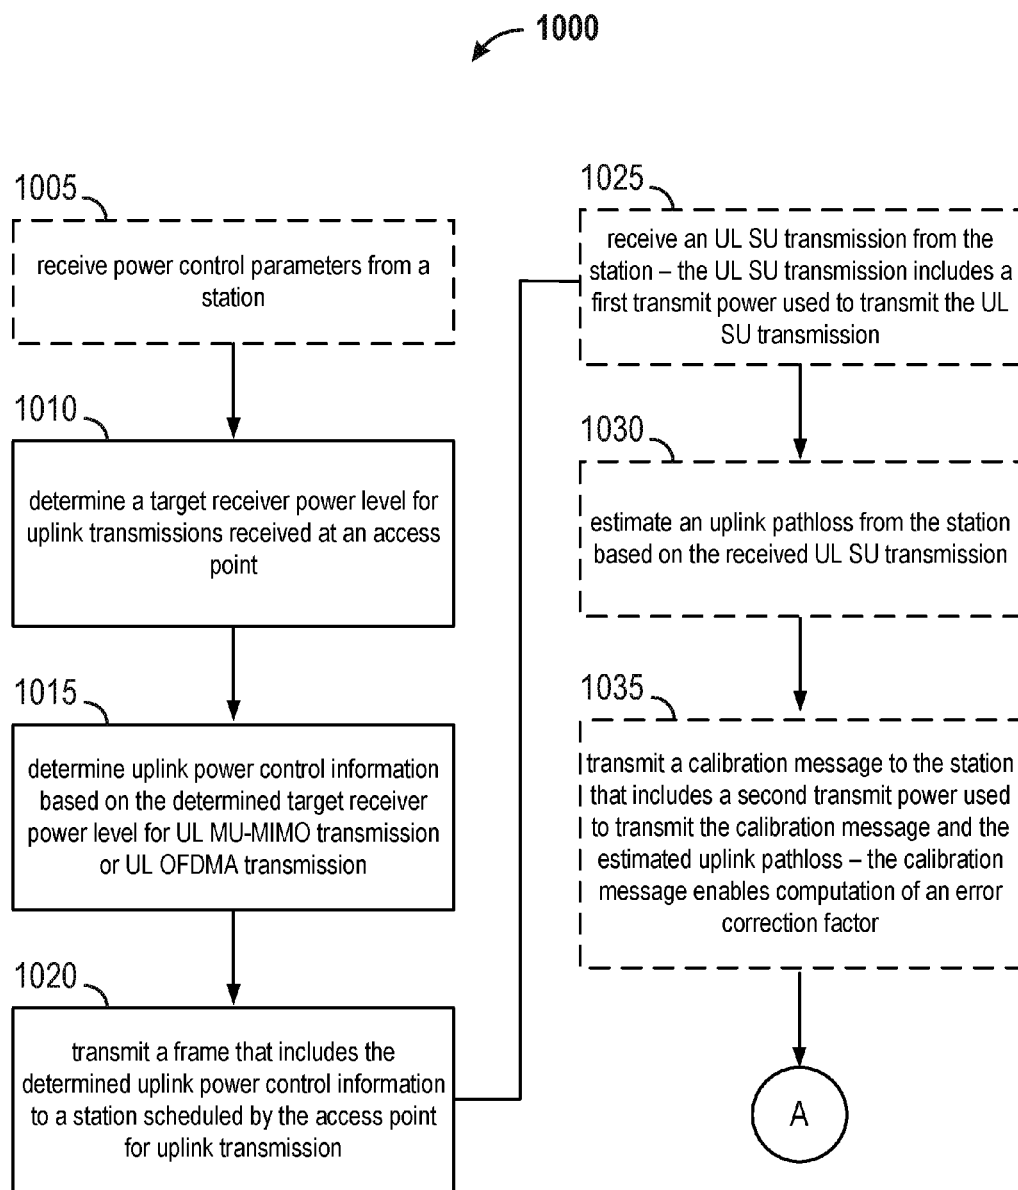 1000
1005
receive power control parameters from a
station
1010
determine a target receiver power level for
uplink transmissions received at an access
point
1015
determine uplink power control information
based on the determined target receiver
power level for UL MU-MIMO transmission
or UL OFDMA transmission
1020
transmit a frame that includes the
determined uplink power control information
to a station scheduled by the access point
for uplink transmission
1025
receive an UL SU transmission from the
station – the UL SU transmission includes a
first transmit power used to transmit the UL
SU transmission
1030
estimate an uplink pathloss from the station
based on the received UL SU transmission
1035
transmit a calibration message to the station
that includes a second transmit power used
to transmit the calibration message and the
estimated uplink pathloss – the calibration
message enables computation of an error
correction factor
A